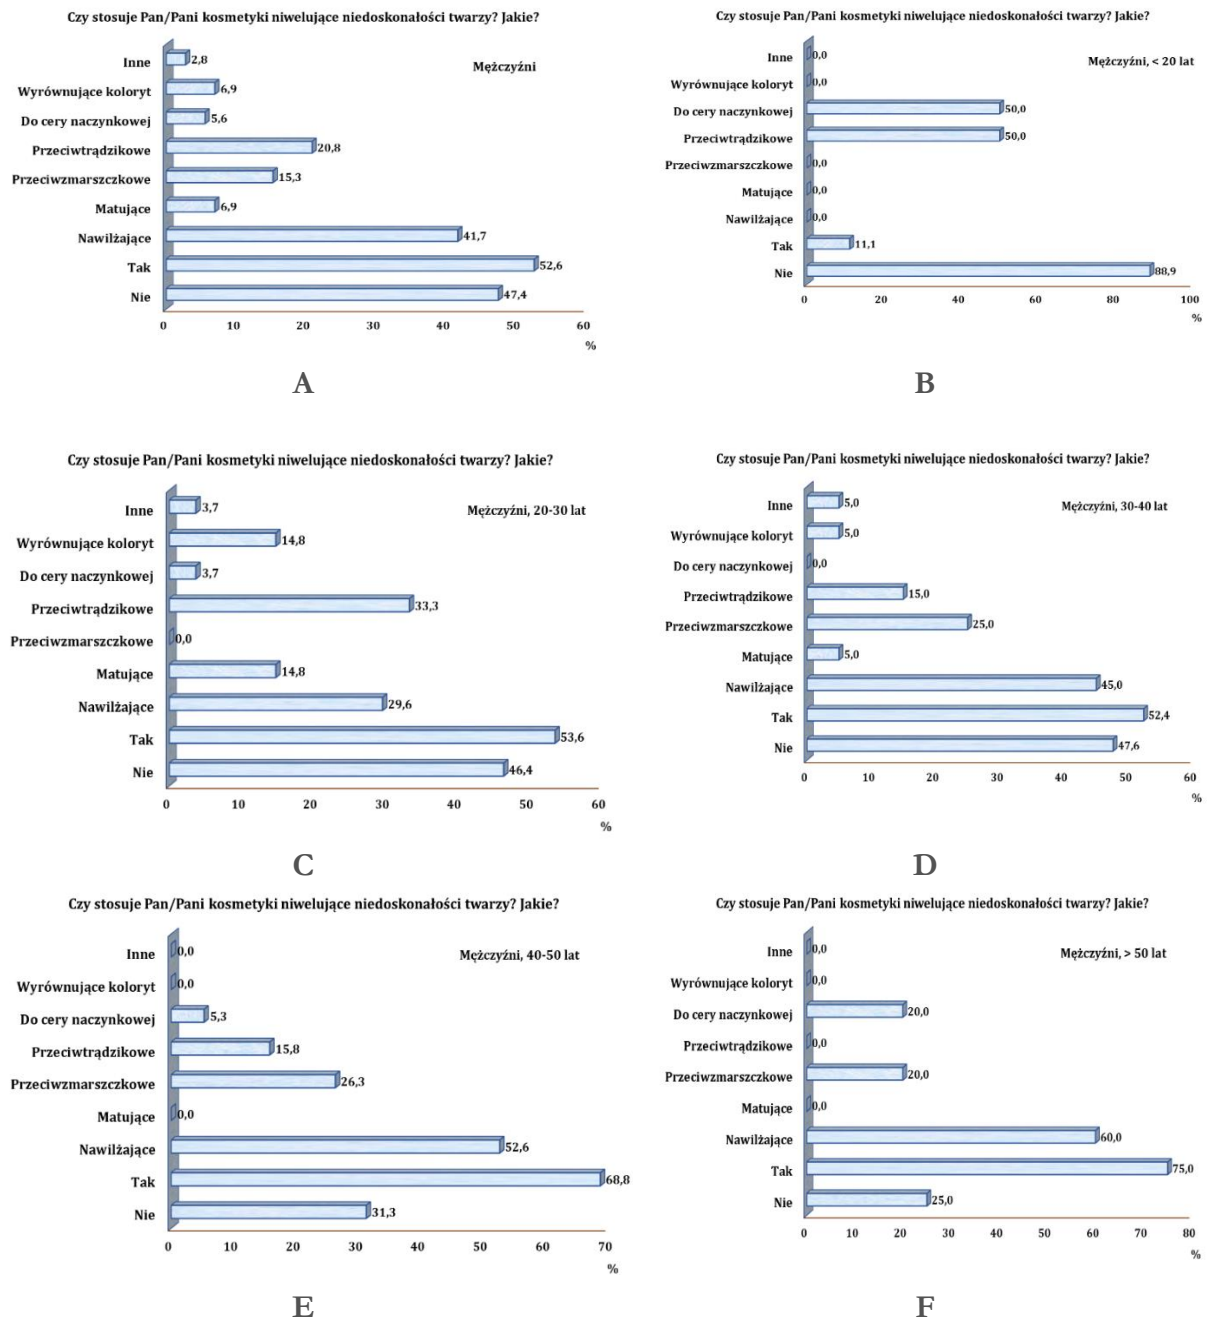 Czy stosuje Pan/Pani kosmetyki niwelujące niedoskonałości twarzy? Jakie?
Mężczyźni
Inne 2,8
Wyrównujące koloryt 6,9
Do cery naczynkowej 5,6
Przeciwtrądzikowe 20,8
Przeciwzmarszczkowe 15,3
Matujące 6,9
Nawilżające 41,7
Tak 52,6
Nie 47,4
0 10 20 30 40 50 60
%
A
Czy stosuje Pan/Pani kosmetyki niwelujące niedoskonałości twarzy? Jakie?
Mężczyźni, < 20 lat
Inne 0,0
Wyrównujące koloryt 0,0
Do cery naczynkowej 50,0
Przeciwtrądzikowe 50,0
Przeciwzmarszczkowe 0,0
Matujące 0,0
Nawilżające 0,0
Tak 11,1
Nie 88,9
0 20 40 60 80 100
%
B
Czy stosuje Pan/Pani kosmetyki niwelujące niedoskonałości twarzy? Jakie?
Mężczyźni, 20-30 lat
Inne 3,7
Wyrównujące koloryt 14,8
Do cery naczynkowej 3,7
Przeciwtrądzikowe 33,3
Przeciwzmarszczkowe 0,0
Matujące 14,8
Nawilżające 29,6
Tak 53,6
Nie 46,4
0 10 20 30 40 50 60
%
C
Czy stosuje Pan/Pani kosmetyki niwelujące niedoskonałości twarzy? Jakie?
Mężczyźni, 30-40 lat
Inne 5,0
Wyrównujące koloryt 5,0
Do cery naczynkowej 0,0
Przeciwtrądzikowe 15,0
Przeciwzmarszczkowe 25,0
Matujące 5,0
Nawilżające 45,0
Tak 52,4
Nie 47,6
0 10 20 30 40 50 60
%
D
Czy stosuje Pan/Pani kosmetyki niwelujące niedoskonałości twarzy? Jakie?
Mężczyźni, 40-50 lat
Inne 0,0
Wyrównujące koloryt 0,0
Do cery naczynkowej 5,3
Przeciwtrądzikowe 15,8
Przeciwzmarszczkowe 26,3
Matujące 0,0
Nawilżające 52,6
Tak 68,8
Nie 31,3
0 10 20 30 40 50 60 70
%
E
Czy stosuje Pan/Pani kosmetyki niwelujące niedoskonałości twarzy? Jakie?
Mężczyźni, > 50 lat
Inne 0,0
Wyrównujące koloryt 0,0
Do cery naczynkowej 20,0
Przeciwtrądzikowe 0,0
Przeciwzmarszczkowe 20,0
Matujące 0,0
Nawilżające 60,0
Tak 75,0
Nie 25,0
0 10 20 30 40 50 60 70 80
%
F